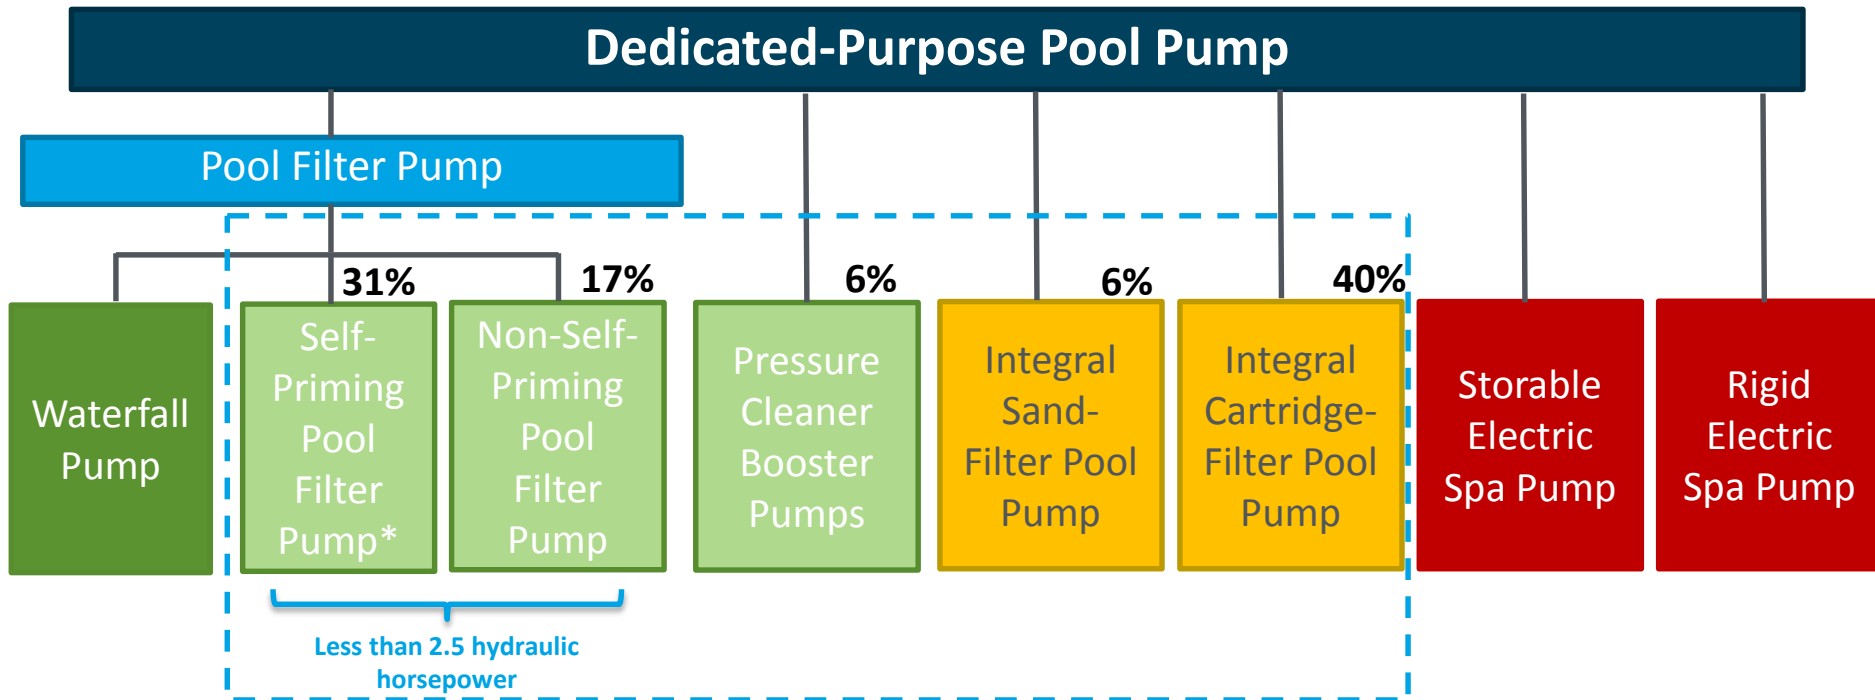 Dedicated-Purpose Pool Pump
Pool Filter Pump
31%
17%
6%
6%
40%
Waterfall
Pump
Self-
Priming
Pool
Filter
Pump*
Non-Self-
Priming
Pool
Filter
Pump
Pressure
Cleaner
Booster
Pumps
Integral
Sand-
Filter Pool
Pump
Integral
Cartridge-
Filter Pool
Pump
Storable
Electric
Spa Pump
Rigid
Electric
Spa Pump
Less than 2.5 hydraulic
horsepower